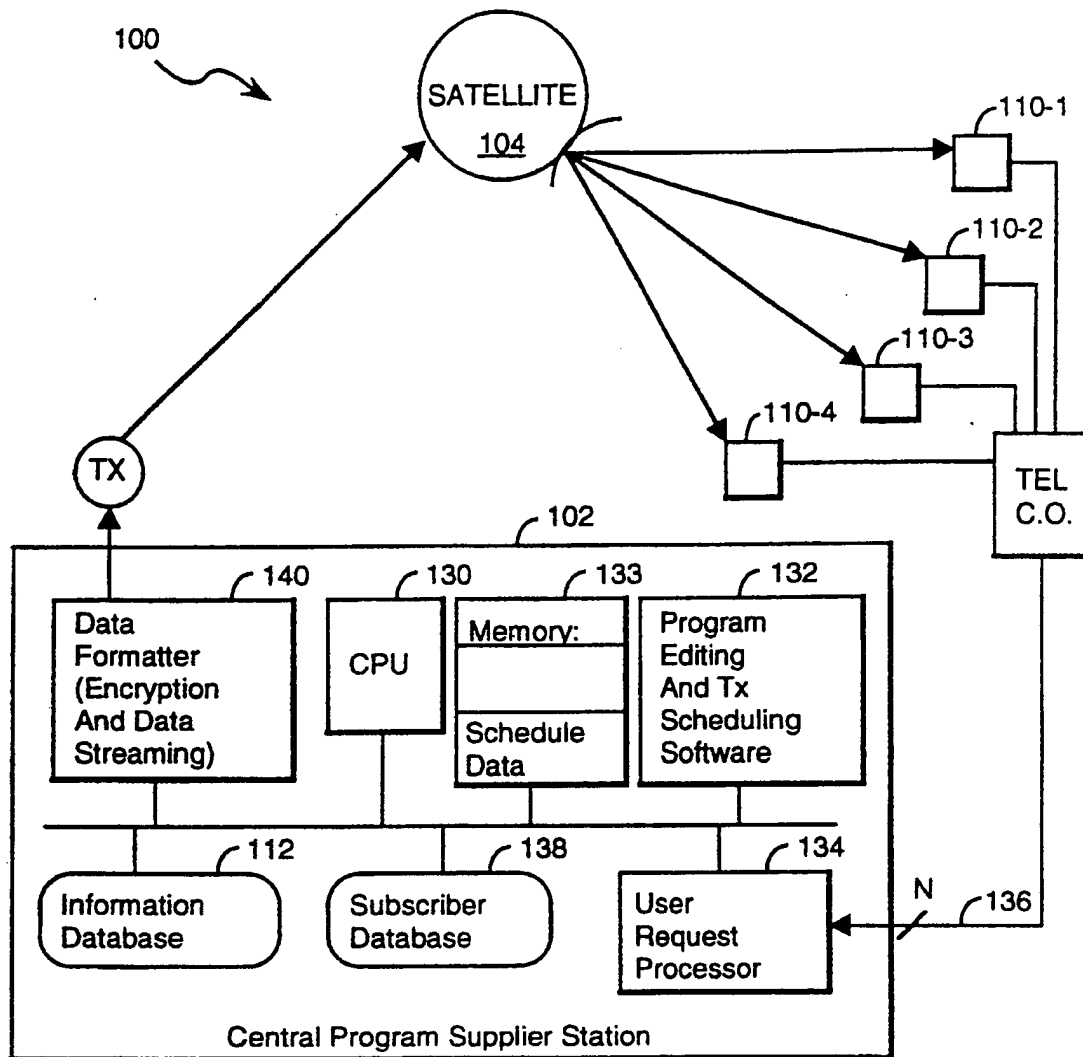 100
SATELLITE
104
110-1
110-2
110-3
110-4
TX
TEL
C.O.
102
140
130
133
132
Data
Formatter
(Encryption
And Data
Streaming)
CPU
Memory:
Schedule
Data
Program
Editing
And Tx
Scheduling
Software
112
138
134
Information
Database
Subscriber
Database
User
Request
Processor
N
136
Central Program Supplier Station